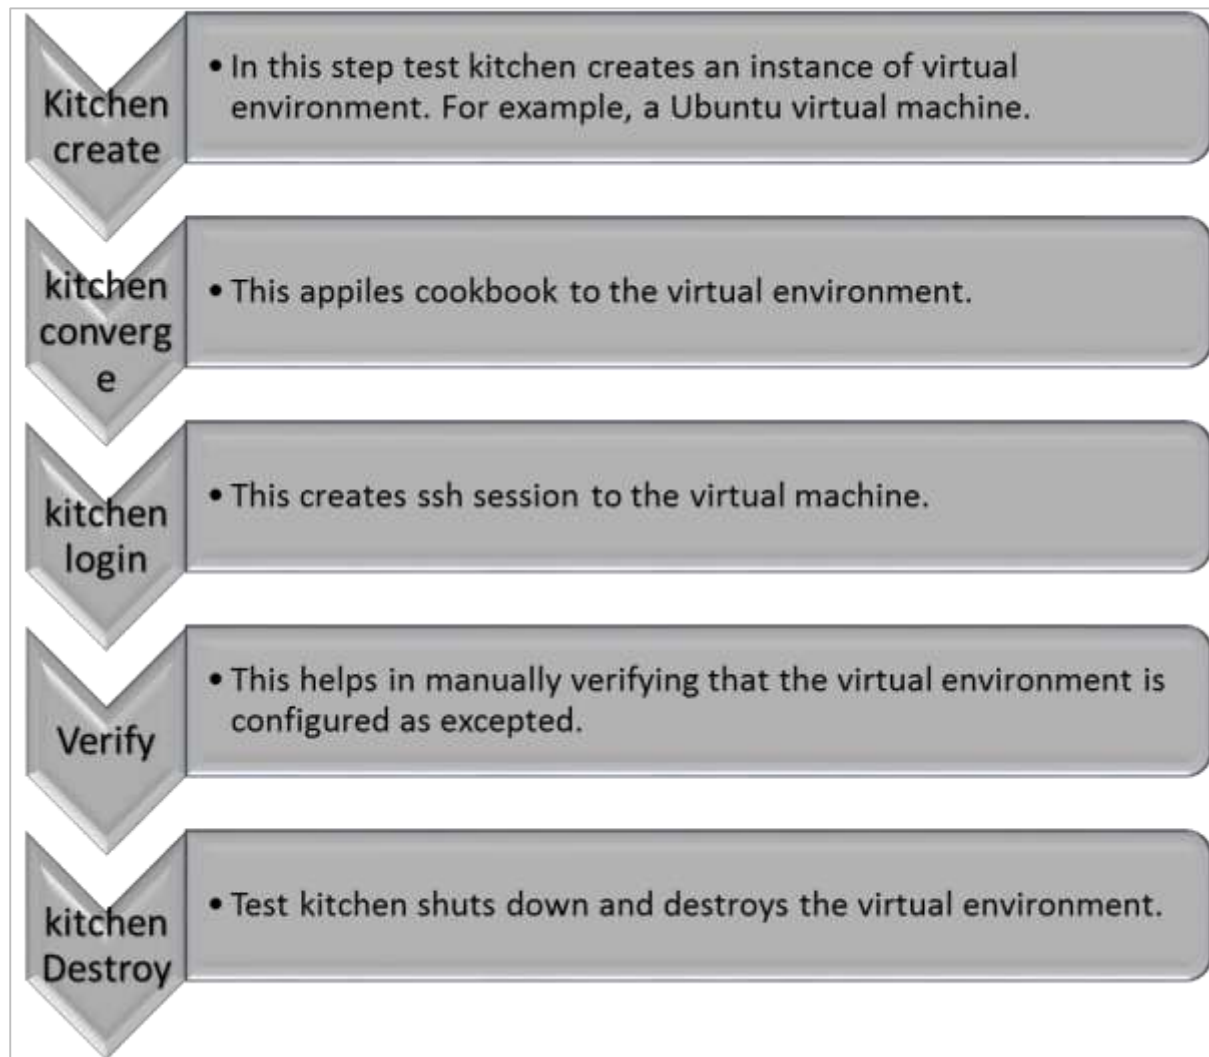 Kitchen
create
• In this step test kitchen creates an instance of virtual
environment. For example, a Ubuntu virtual machine.
kitchen
converg
e
• This appiles cookbook to the virtual environment.
kitchen
login
• This creates ssh session to the virtual machine.
Verify
• This helps in manually verifying that the virtual environment is
configured as excepted.
kitchen
Destroy
• Test kitchen shuts down and destroys the virtual environment.